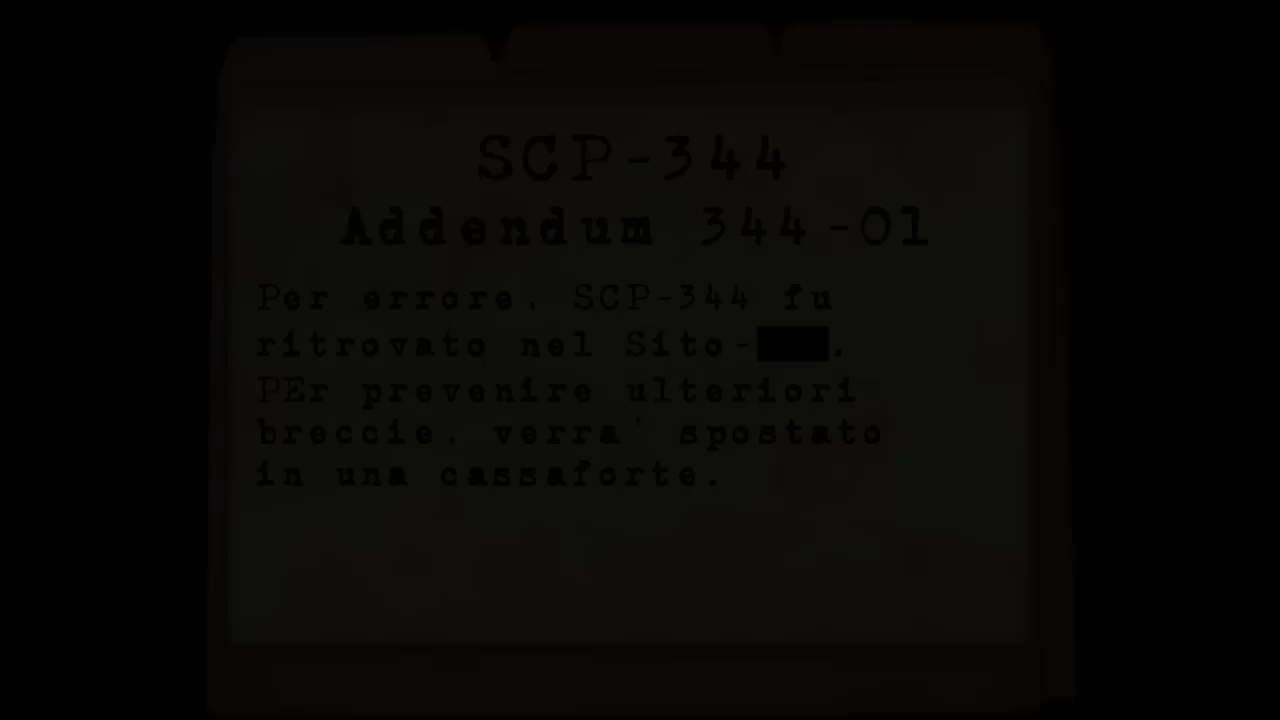 SCP-344
Addendum 344-01
Per errore, SCP-344 fu
ritrovato nel Sito-███.
PEr prevenire ulteriori
breccie, verra' spostato
in una cassaforte.